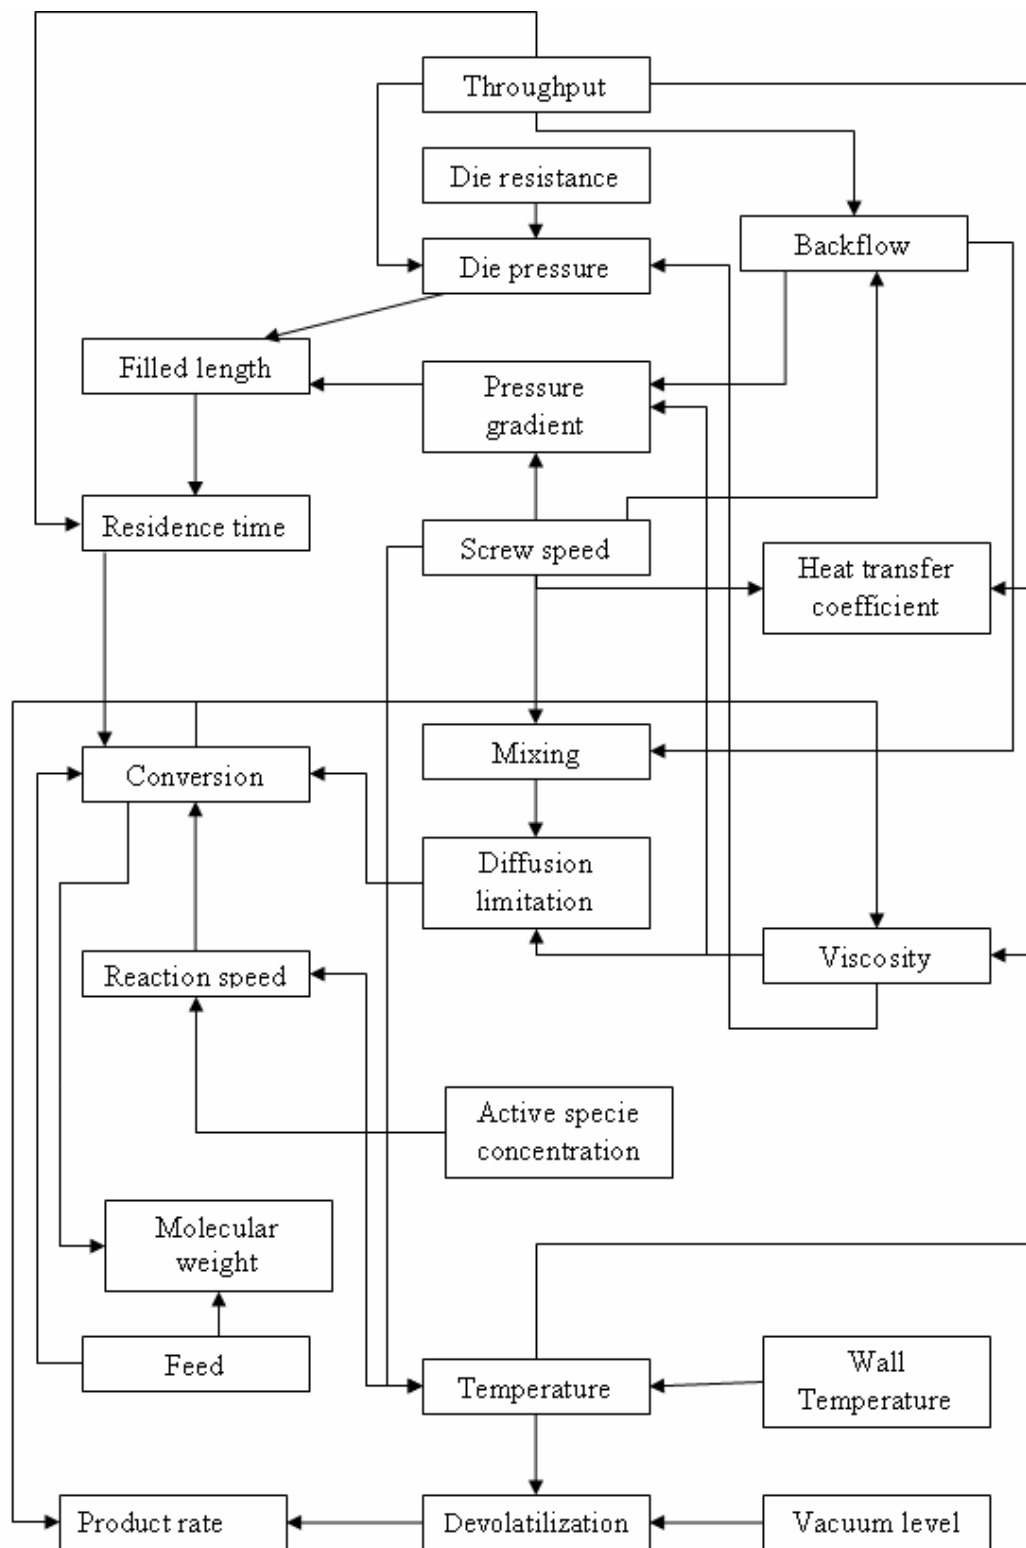 Throughput
Die resistance
Backflow
Die pressure
Filled length
Pressure
gradient
Residence time
Screw speed
Heat transfer
coefficient
Mixing
Conversion
Diffusion
limitation
Viscosity
Reaction speed
Active specie
concentration
Molecular
weight
Feed
Temperature
Wall
Temperature
Product rate
Devolatilization
Vacuum level